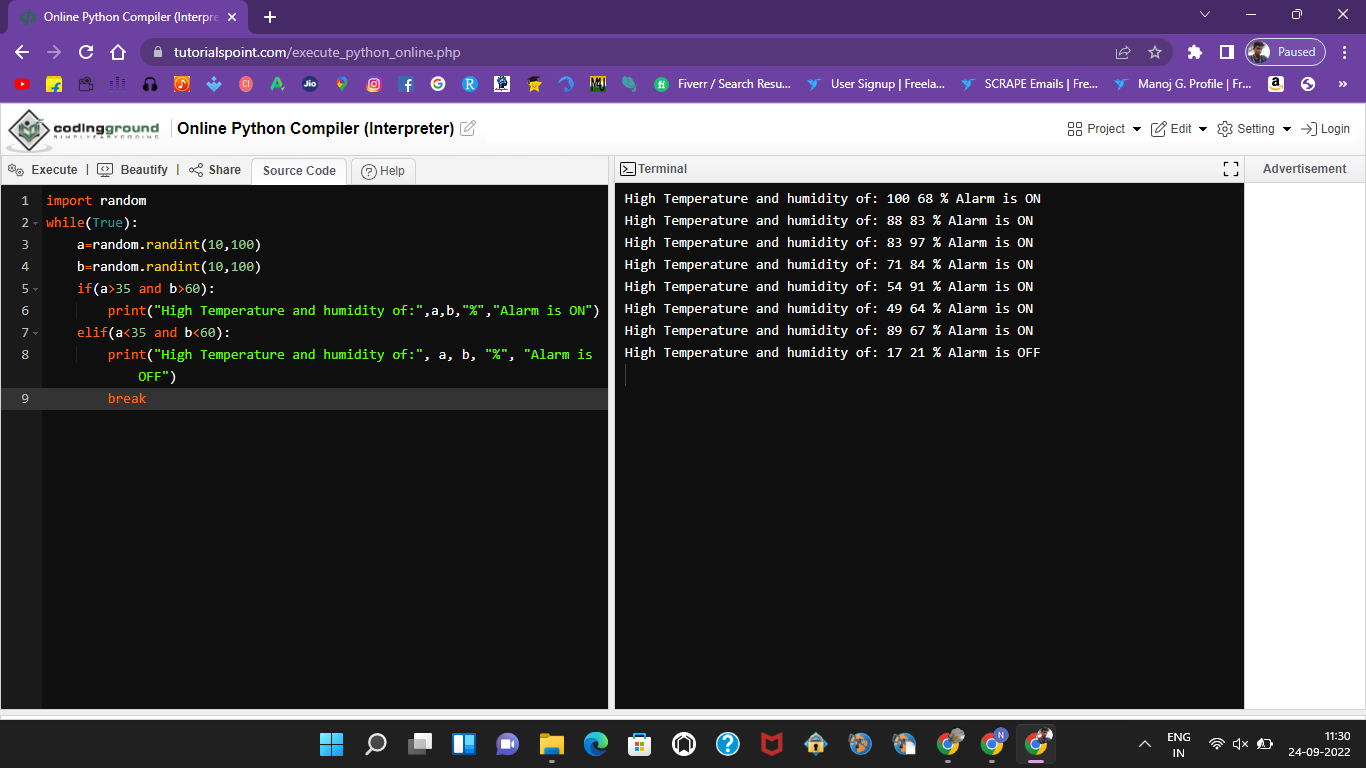 Online Python Compiler (Interpre
tutorialspoint.com/execute_python_online.php
Paused
Jio
Fiverr / Search Resu...
User Signup | Freela...
SCRAPE Emails | Fre...
Manoj G. Profile | Fr...
codingground
SIMPLYEASYCODING
Online Python Compiler (Interpreter)
Project
Edit
Setting
Login
Execute | Beautify | Share
Source Code
Help
Terminal
Advertisement
1 import random
2 while(True):
3 a=random.randint(10,100)
4 b=random.randint(10,100)
5 if(a>35 and b>60):
6 print("High Temperature and humidity of:",a,b,"%","Alarm is ON")
7 elif(a<35 and b<60):
8 print("High Temperature and humidity of:", a, b, "%", "Alarm is
OFF")
9 break
High Temperature and humidity of: 100 68 % Alarm is ON
High Temperature and humidity of: 88 83 % Alarm is ON
High Temperature and humidity of: 83 97 % Alarm is ON
High Temperature and humidity of: 71 84 % Alarm is ON
High Temperature and humidity of: 54 91 % Alarm is ON
High Temperature and humidity of: 49 64 % Alarm is ON
High Temperature and humidity of: 89 67 % Alarm is ON
High Temperature and humidity of: 17 21 % Alarm is OFF
ENG
IN
11:30
24-09-2022